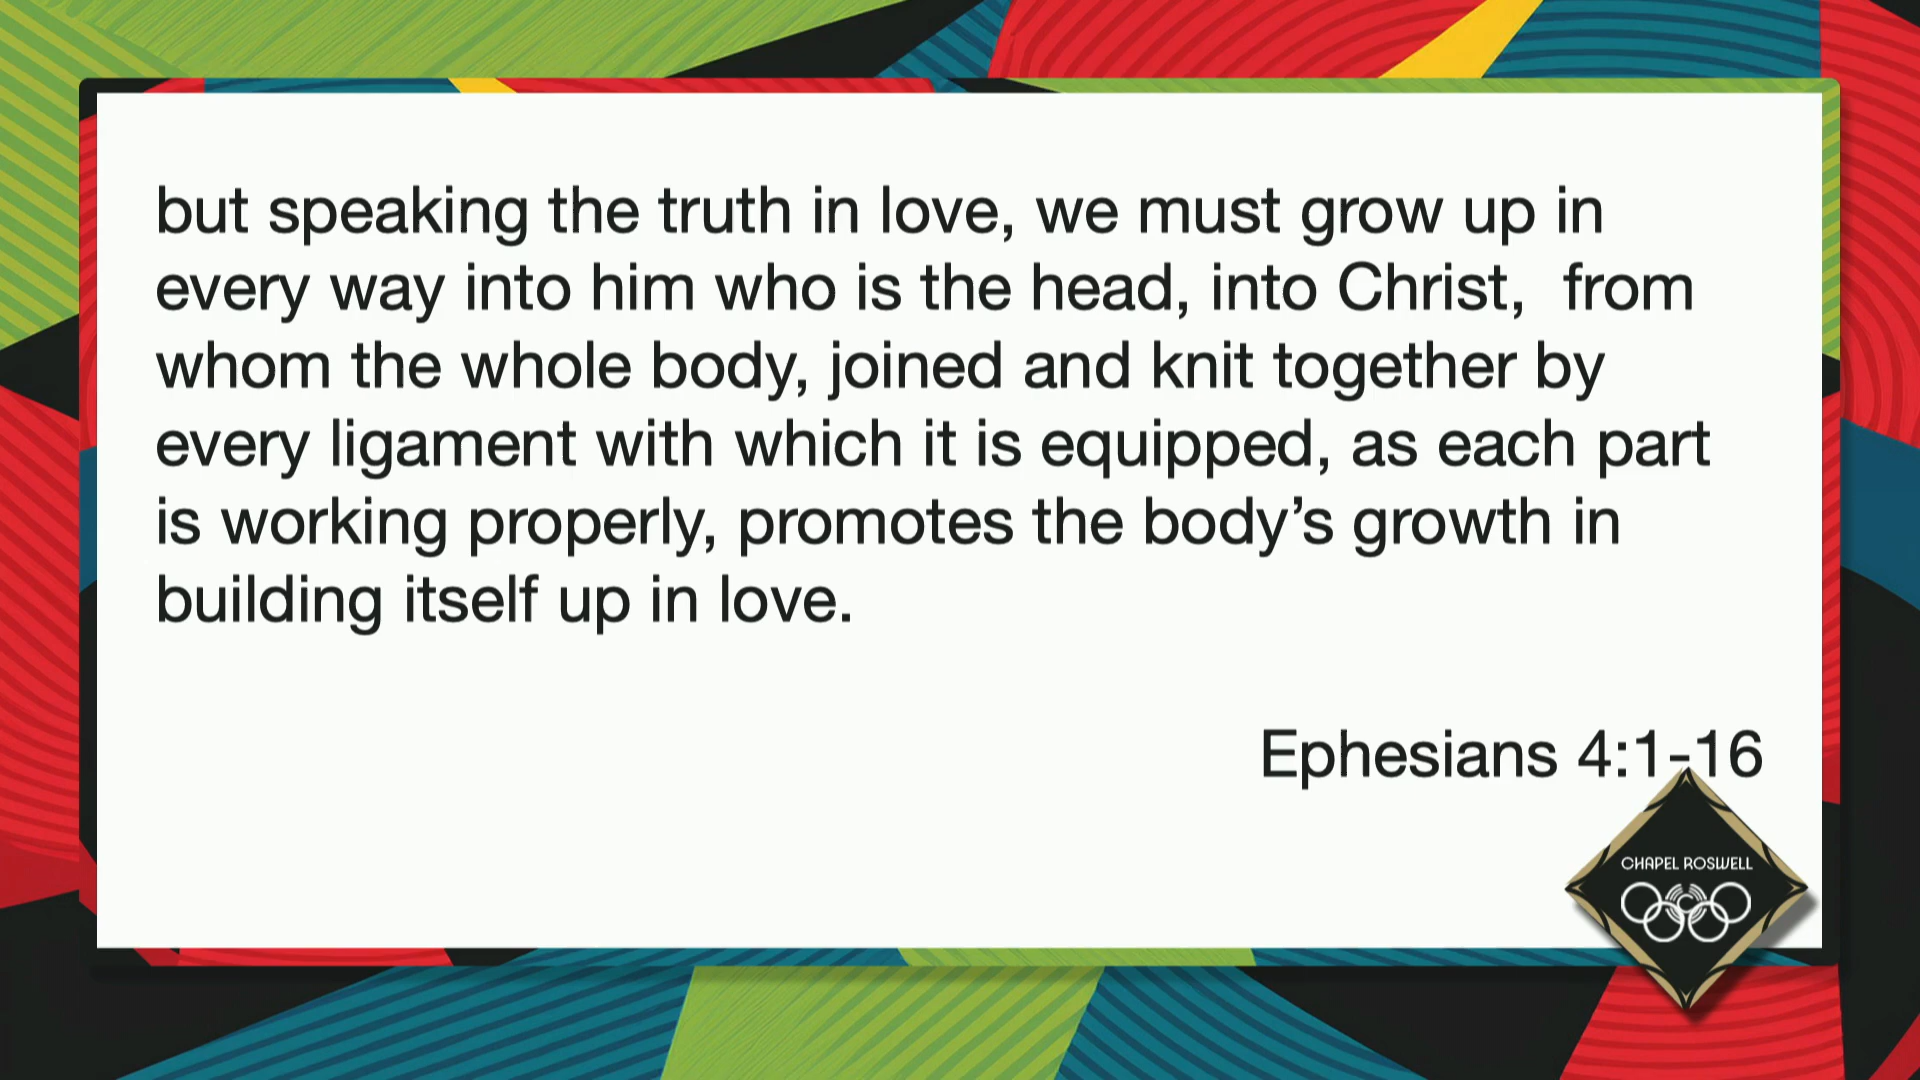 but speaking the truth in love, we must grow up in
every way into him who is the head, into Christ,  from
whom the whole body, joined and knit together by
every ligament with which it is equipped, as each part
is working properly, promotes the body’s growth in
building itself up in love.
Ephesians 4:1-16
CHAPEL ROSWELL